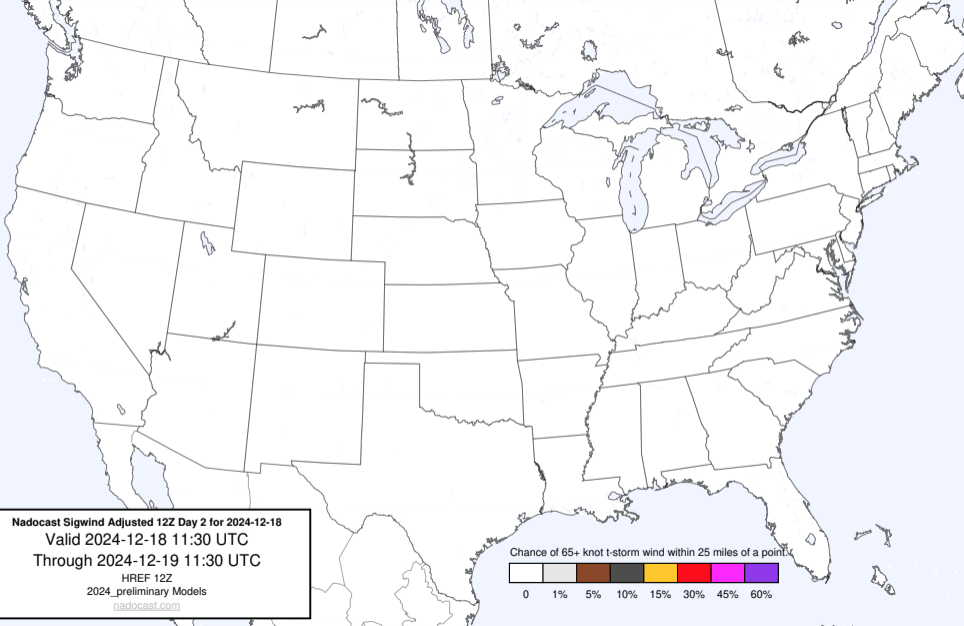 Nadocast Sigwind Adjusted 12Z Day 2 for 2024-12-18
Valid 2024-12-18 11:30 UTC
Through 2024-12-19 11:30 UTC
HREF 12Z
2024_preliminary Models
nadocast.com
Chance of 65+ knot t-storm wind within 25 miles of a point.
0 1% 5% 10% 15% 30% 45% 60%